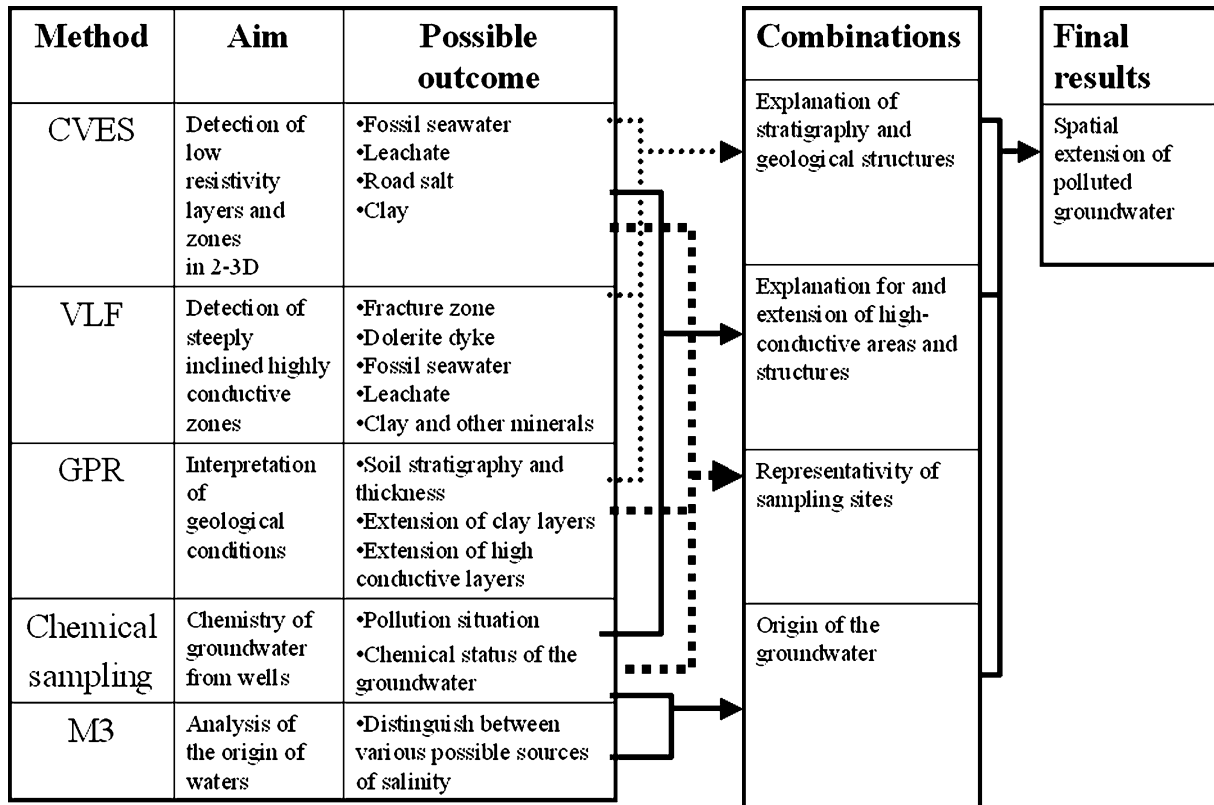 Method
Aim
Possible
outcome
CVES
Detection of
low
resistivity
layers and
zones
in 2-3D
•Fossil seawater
•Leachate
•Road salt
•Clay
VLF
Detection of
steeply
inclined highly
conductive
zones
•Fracture zone
•Dolerite dyke
•Fossil seawater
•Leachate
•Clay and other minerals
GPR
Interpretation
of
geological
conditions
•Soil stratigraphy and
thickness
•Extension of clay layers
•Extension of high
conductive layers
Chemical
sampling
Chemistry of
groundwater
from wells
•Pollution situation
•Chemical status of the
groundwater
M3
Analysis of
the origin of
waters
•Distinguish between
various possible sources
of salinity
Combinations
Explanation of
stratigraphy and
geological structures
Explanation for and
extension of high-
conductive areas and
structures
Representativity of
sampling sites
Origin of the
groundwater
Final
results
Spatial
extension of
polluted
groundwater